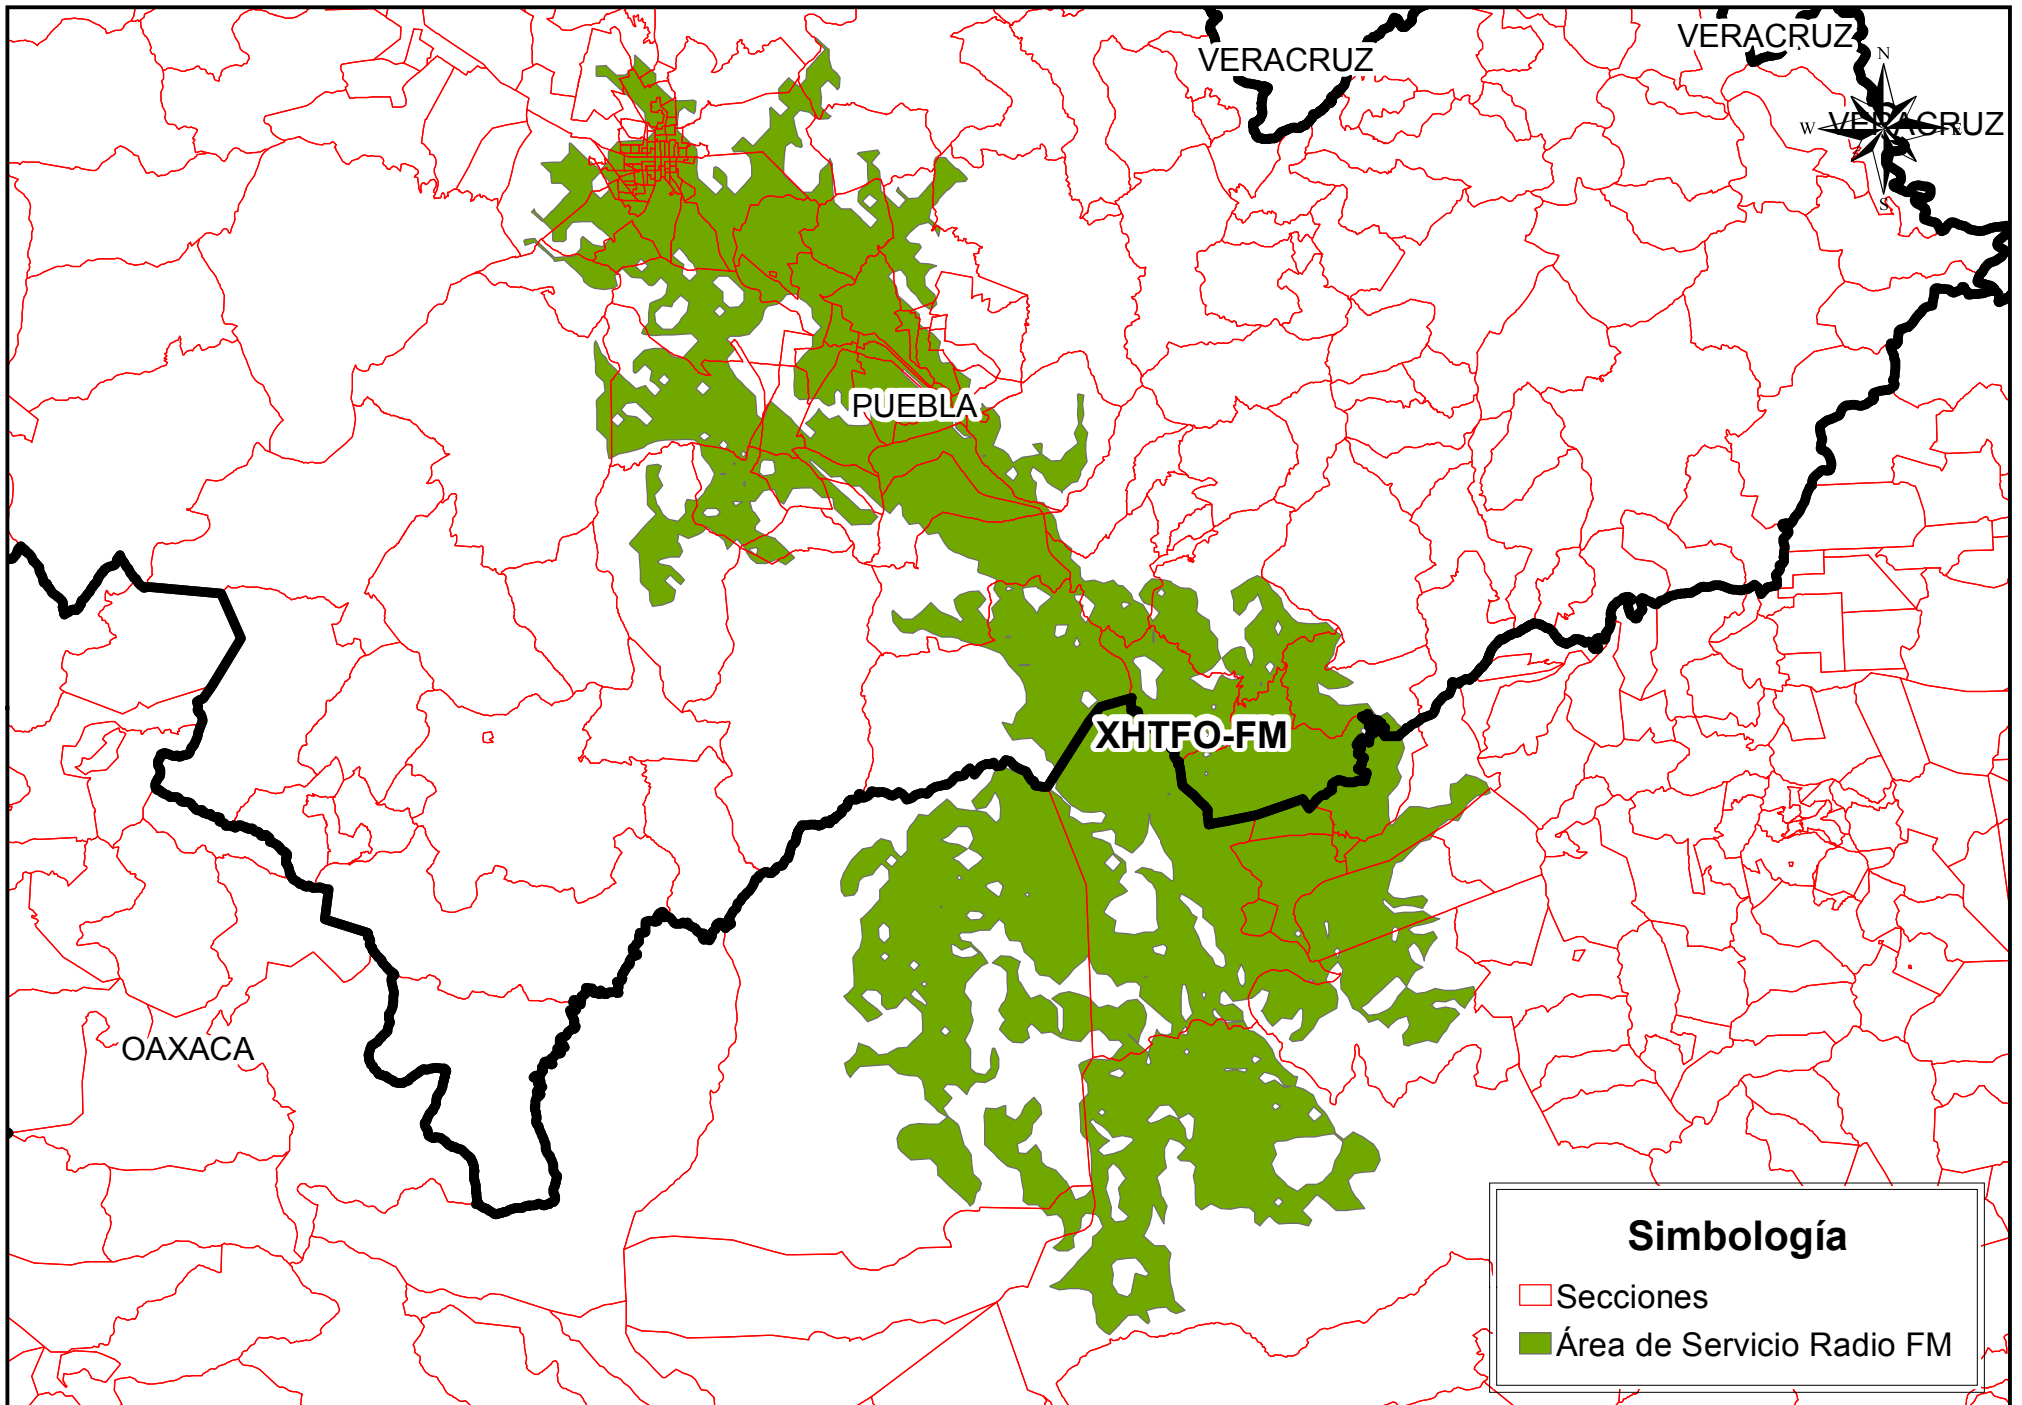 VERACRUZ
VERACRUZ
N
W
VERACRUZ
E
S
PUEBLA
XHTFO-FM
OAXACA
Simbología
Secciones
Área de Servicio Radio FM